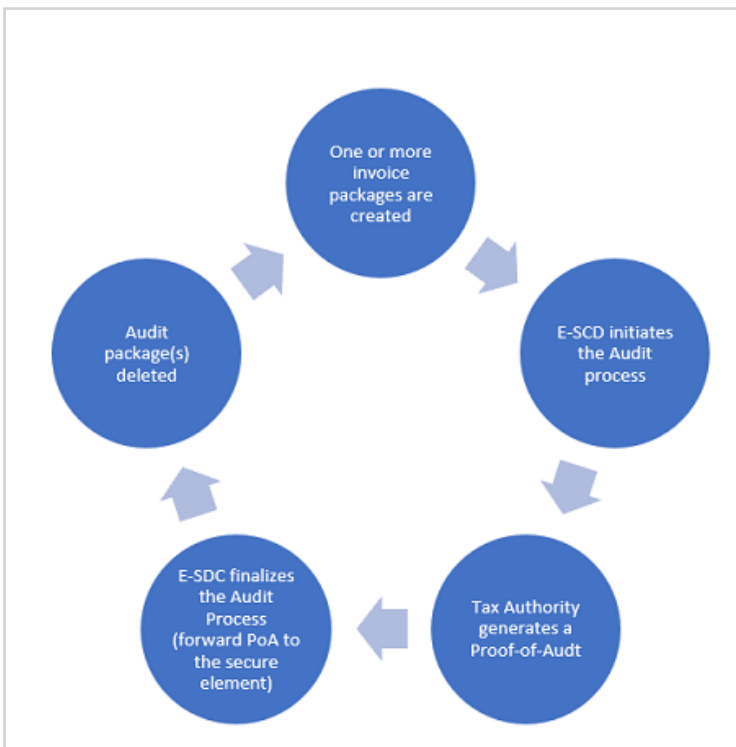 One or more
invoice
packages are
created
E-SCD initiates
the Audit
process
Tax Authority
generates a
Proof-of-Audt
E-SDC finalizes
the Audit
Process
(forward PoA to
the secure
element)
Audit
package(s)
deleted